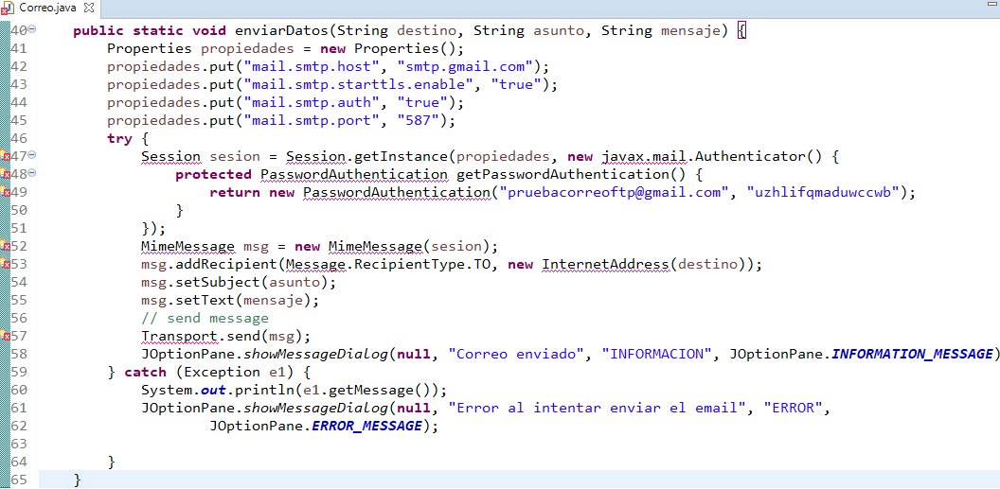 Correo.java
40 public static void enviarDatos(String destino, String asunto, String mensaje) {
41 Properties propiedades = new Properties();
42 propiedades.put("mail.smtp.host", "smtp.gmail.com");
43 propiedades.put("mail.smtp.starttls.enable", "true");
44 propiedades.put("mail.smtp.auth", "true");
45 propiedades.put("mail.smtp.port", "587");
46 try {
47 Session sesion = Session.getInstance(propiedades, new javax.mail.Authenticator() {
48 protected PasswordAuthentication getPasswordAuthentication() {
49 return new PasswordAuthentication("pruebacorreoftp@gmail.com", "uzhlifqmaduwccwb");
50 }
51 });
52 MimeMessage msg = new MimeMessage(sesion);
53 msg.addRecipient(Message.RecipientType.TO, new InternetAddress(destino));
54 msg.setSubject(asunto);
55 msg.setText(mensaje);
56 // send message
57 Transport.send(msg);
58 JOptionPane.showMessageDialog(null, "Correo enviado", "INFORMACION", JOptionPane.INFORMATION_MESSAGE)
59 } catch (Exception e1) {
60 System.out.println(e1.getMessage());
61 JOptionPane.showMessageDialog(null, "Error al intentar enviar el email", "ERROR",
62 JOptionPane.ERROR_MESSAGE);
63
64 }
65 }